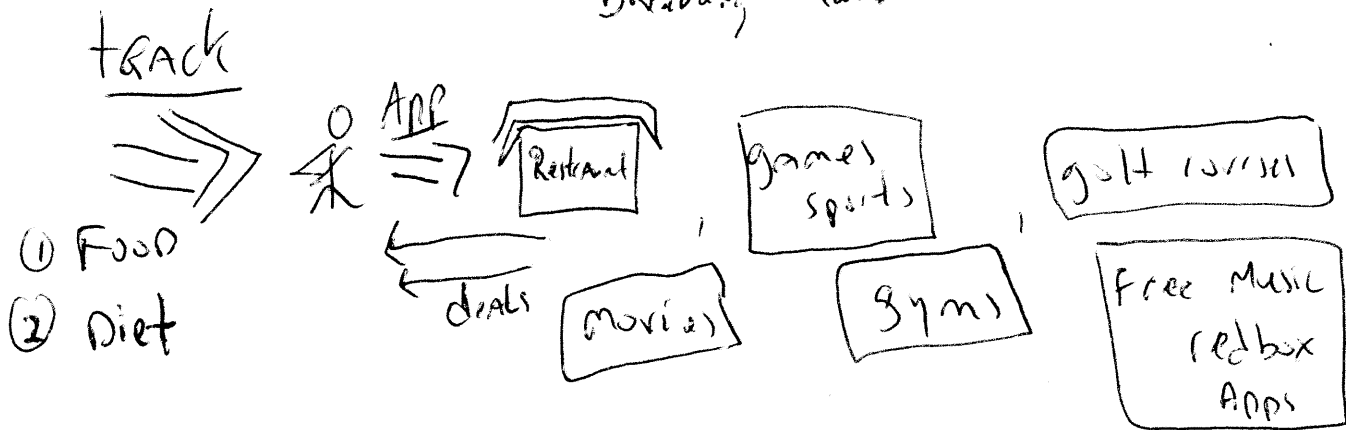 track
App
Restraunt
games
sports
golf courses
① FOOD
② Diet
deals
movies
gyms
Free Music
redbox
Apps